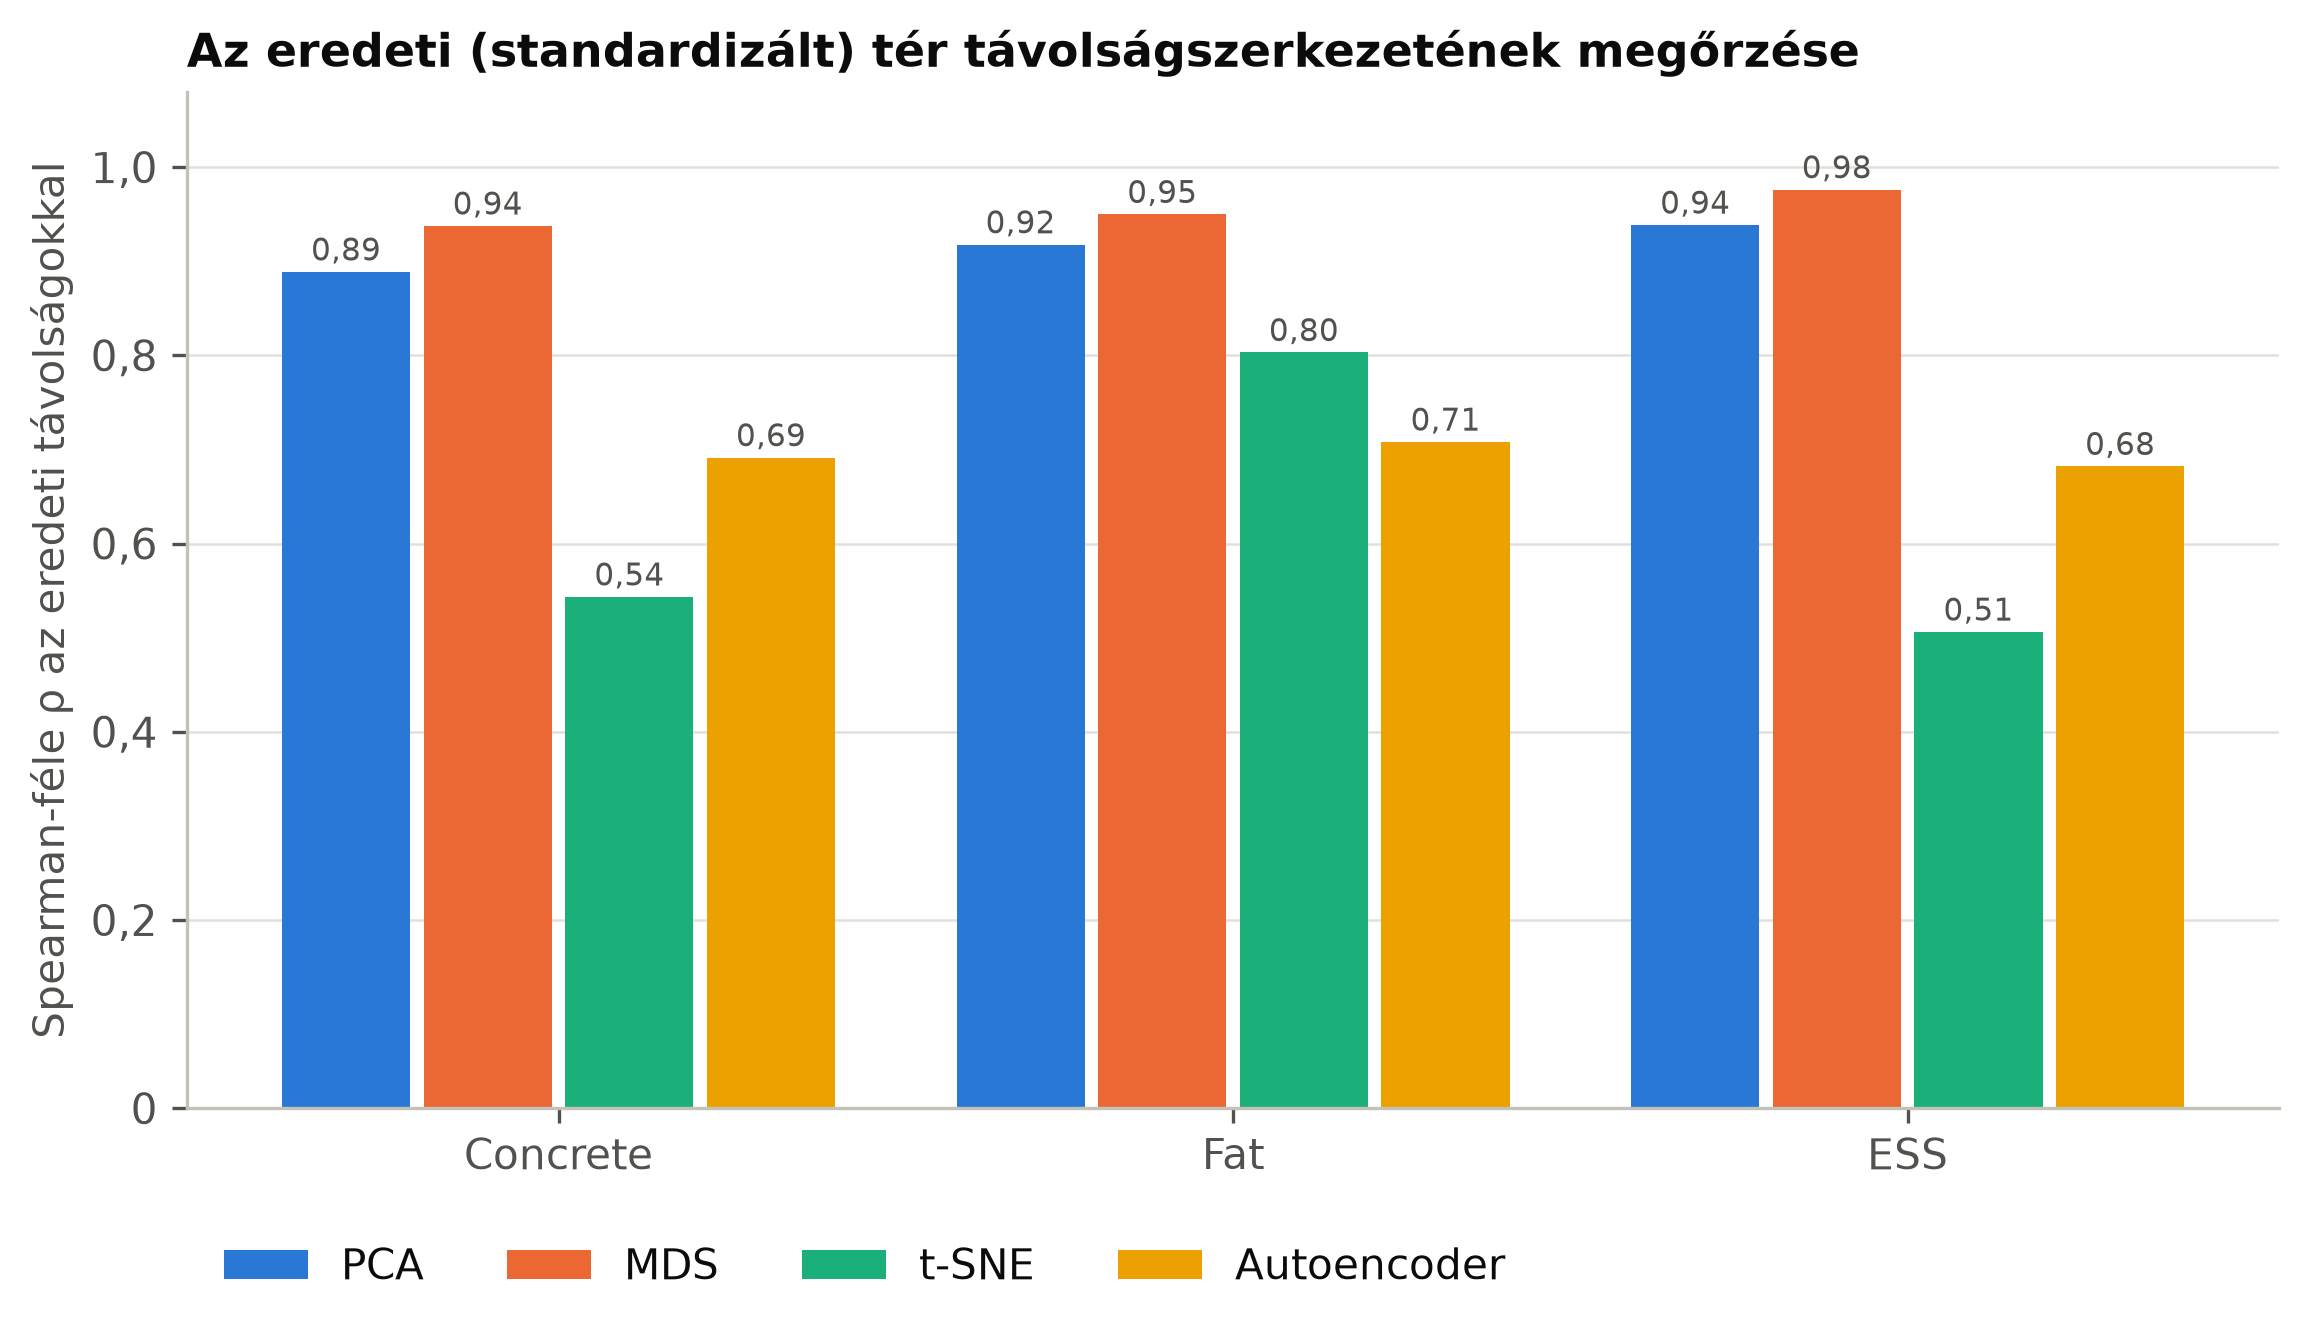 Az eredeti (standardizált) tér távolságszerkezetének megőrzése
Spearman-féle ρ az eredeti távolságokkal
1,0
0,8
0,6
0,4
0,2
0
0,89
0,94
0,54
0,69
0,92
0,95
0,80
0,71
0,94
0,98
0,51
0,68
Concrete
Fat
ESS
PCA
MDS
t-SNE
Autoencoder